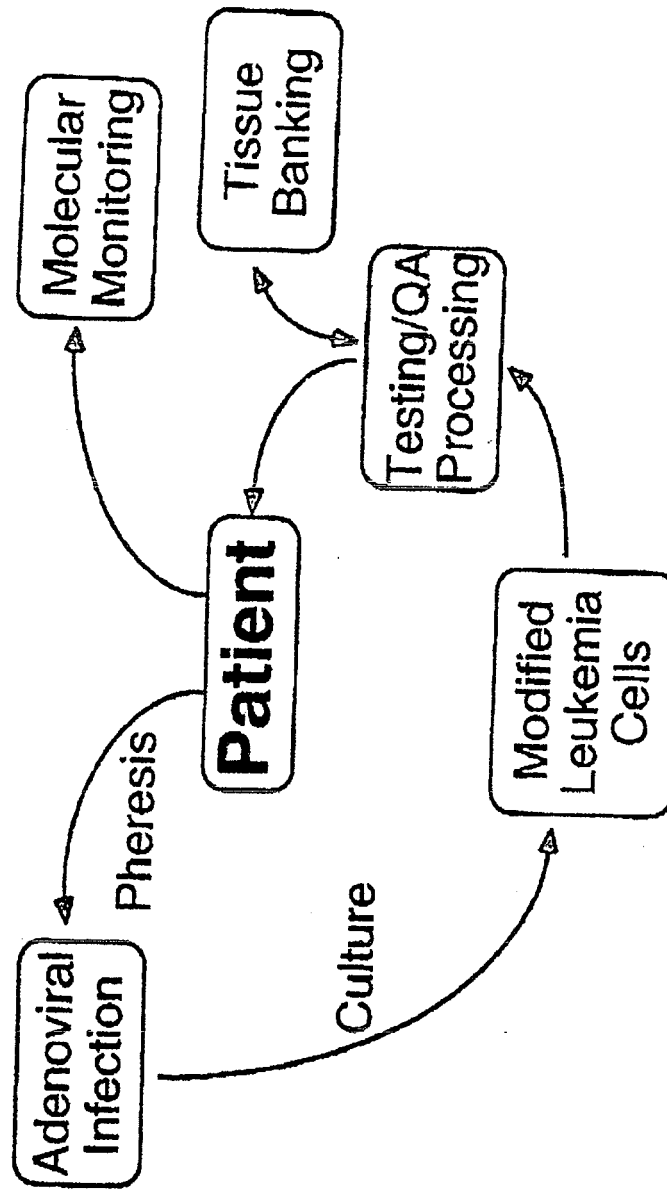 Adenoviral
Infection
Pheresis
Molecular
Monitoring
Patient
Tissue
Banking
Culture
Testing/QA
Processing
Modified
Leukemia
Cells